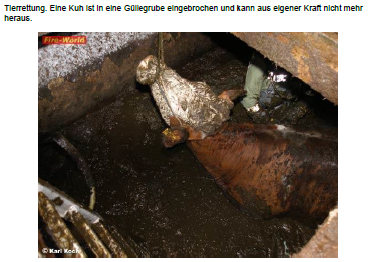 Tierrettung. Eine Kuh ist in eine Güllegrube eingebrochen und kann aus eigener Kraft nicht mehr
heraus.
Fire-World
© Karl Koch